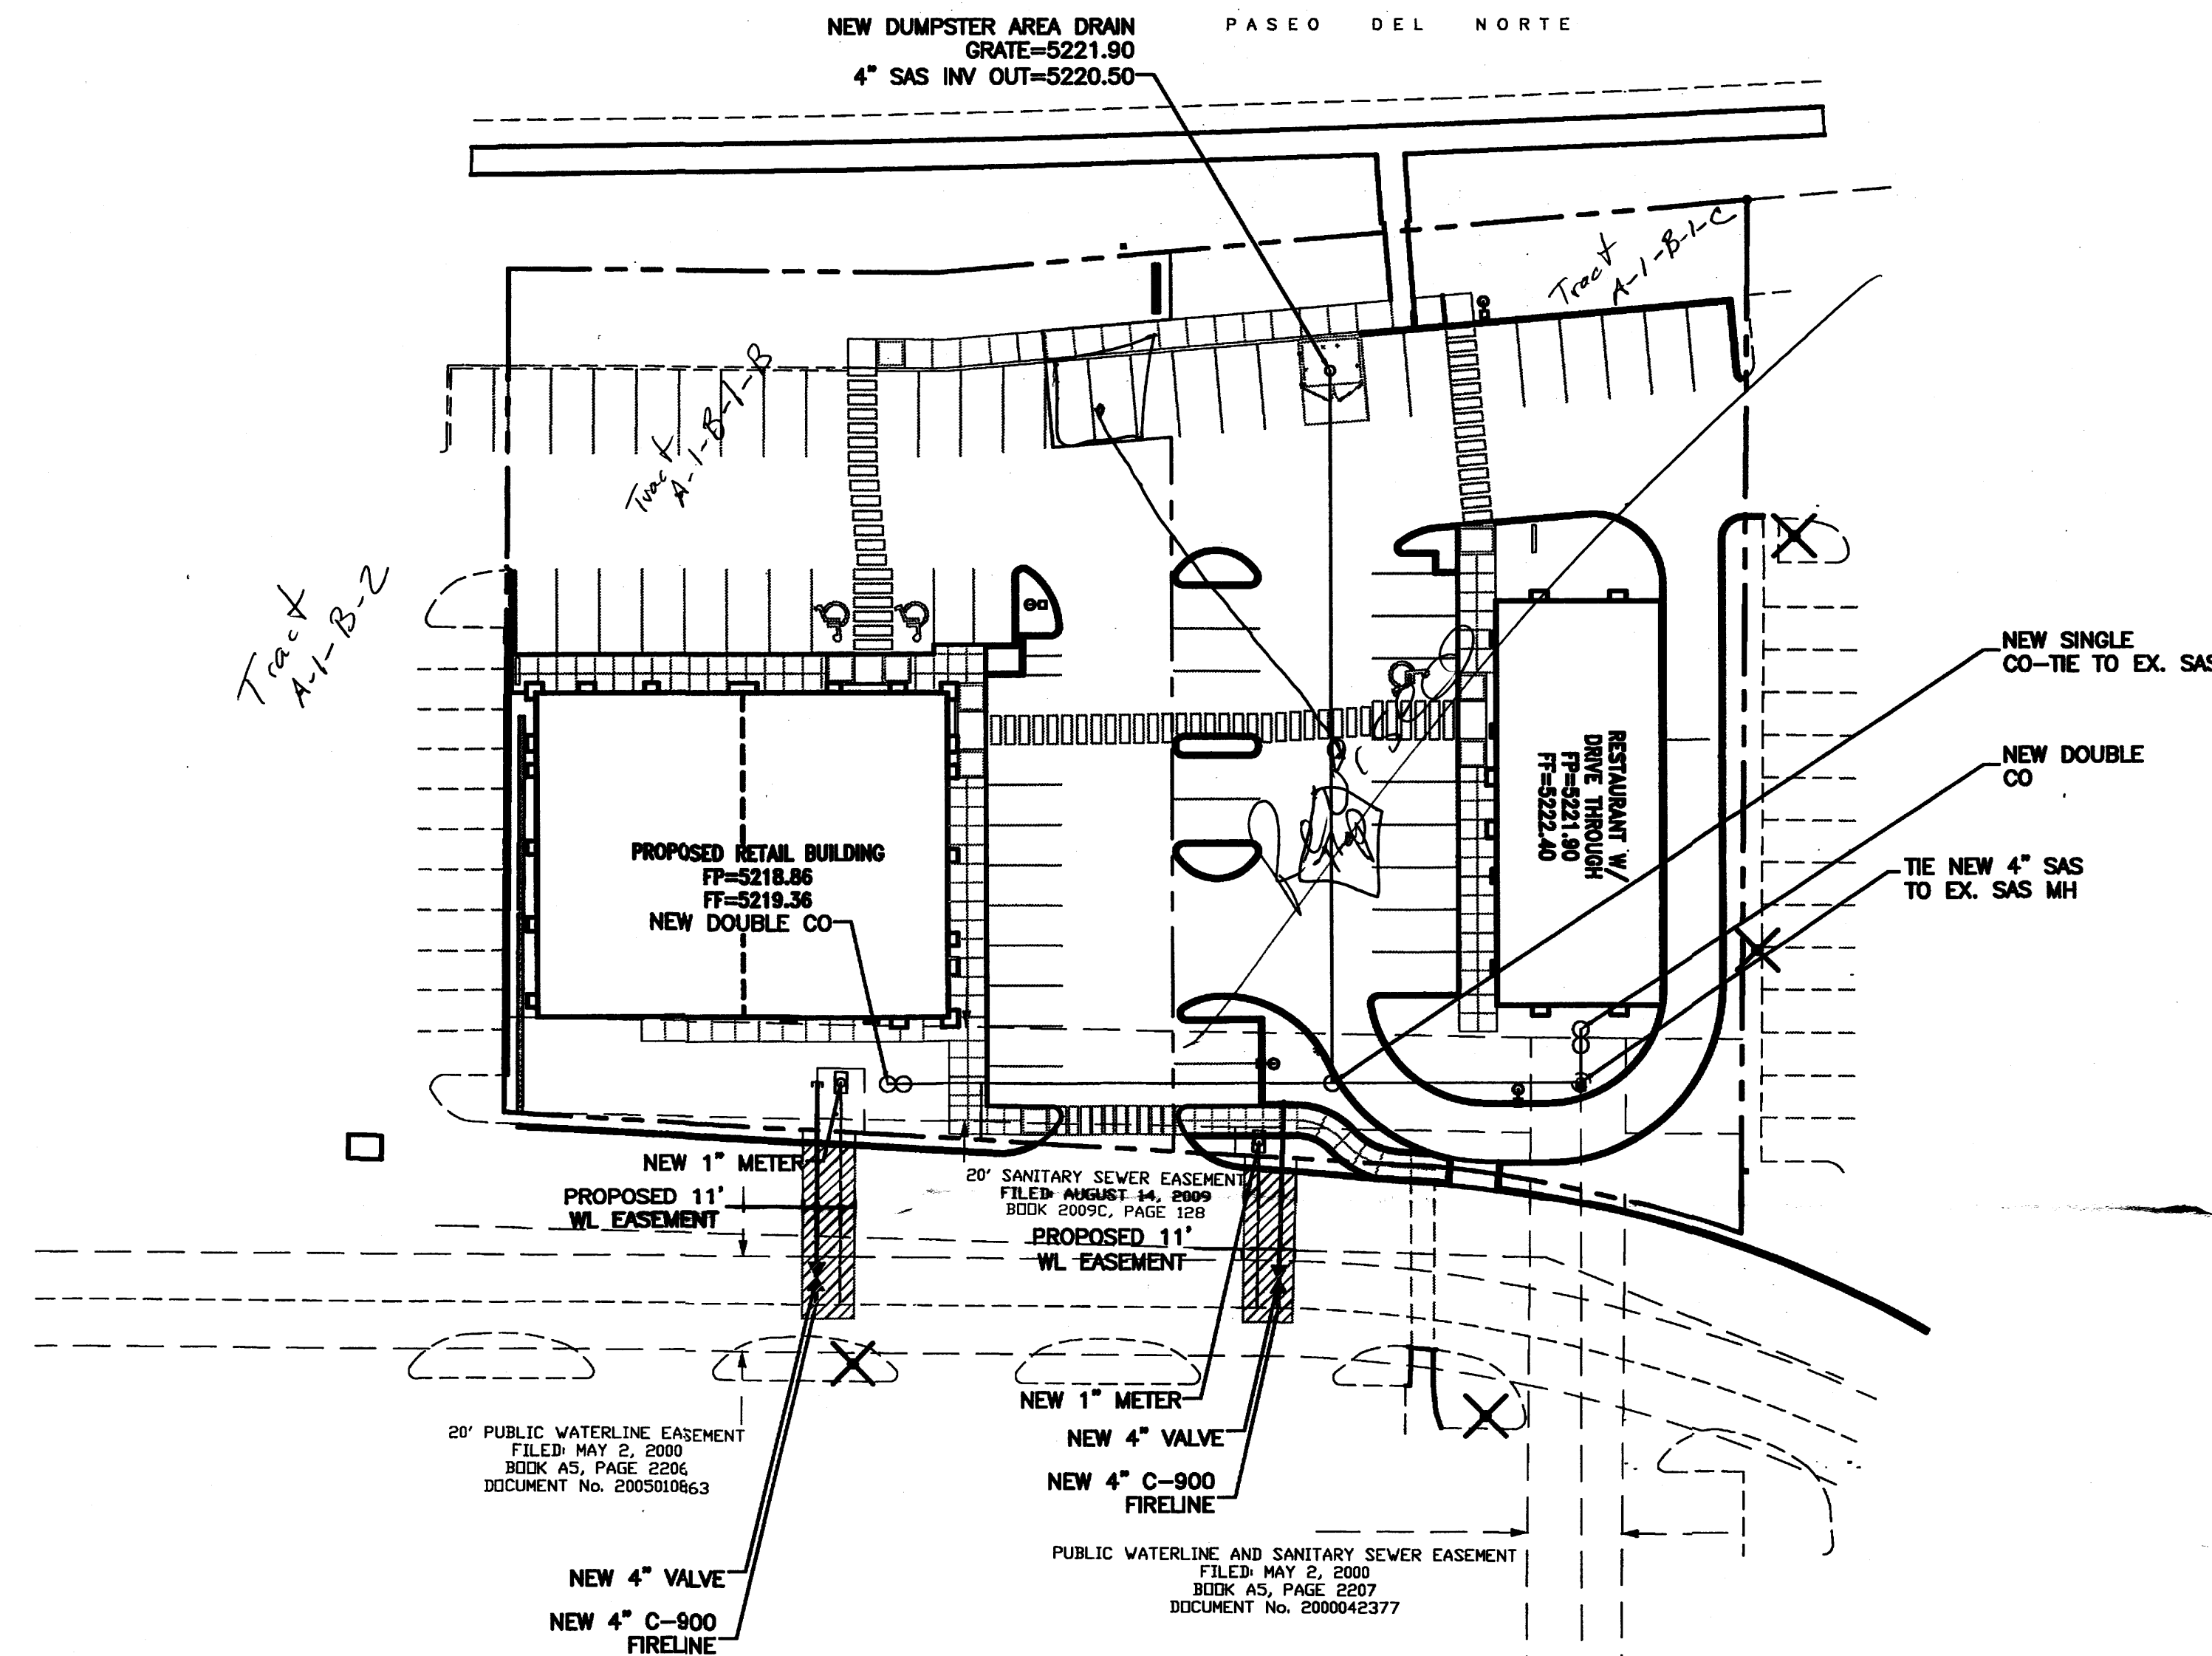 NEW DUMPSTER AREA DRAIN
GRATE=5221.90
4" SAS INV OUT=5220.50
PASEO DEL NORTE
Tract
A-1-B-1-C
Tract
A-1-B-1-B
Tract
A-1-B-2
NEW SINGLE
CO-TIE TO EX. SAS
NEW DOUBLE
CO
TIE NEW 4" SAS
TO EX. SAS MH
RESTAURANT W/
DRIVE THROUGH
FP=5221.90
FF=5222.40
PROPOSED RETAIL BUILDING
FP=5218.86
FF=5219.36
NEW DOUBLE CO
NEW 1" METER
PROPOSED 11'
WL EASEMENT
20' SANITARY SEWER EASEMENT
FILED: AUGUST 14, 2009
BOOK 2009C, PAGE 128
PROPOSED 11'
WL EASEMENT
NEW 1" METER
NEW 4" VALVE
NEW 4" C-900
FIRELINE
20' PUBLIC WATERLINE EASEMENT
FILED: MAY 2, 2000
BOOK A5, PAGE 2206
DOCUMENT No. 2005010863
NEW 4" VALVE
NEW 4" C-900
FIRELINE
PUBLIC WATERLINE AND SANITARY SEWER EASEMENT
FILED: MAY 2, 2000
BOOK A5, PAGE 2207
DOCUMENT No. 2000042377